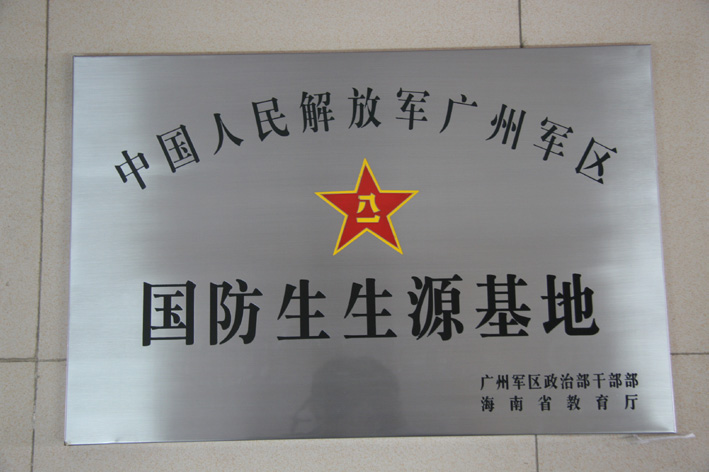 中国人民解放军广州军区
八一
国防生生源基地
广州军区政治部干部部
海南省教育厅